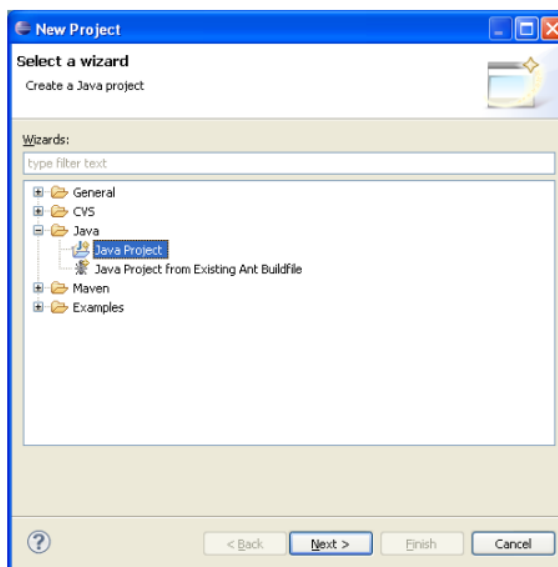 New Project
Select a wizard
Create a Java project
Wizards:
type filter text
General
CVS
Java
Java Project
Java Project from Existing Ant Buildfile
Maven
Examples
? < Back Next > Finish Cancel